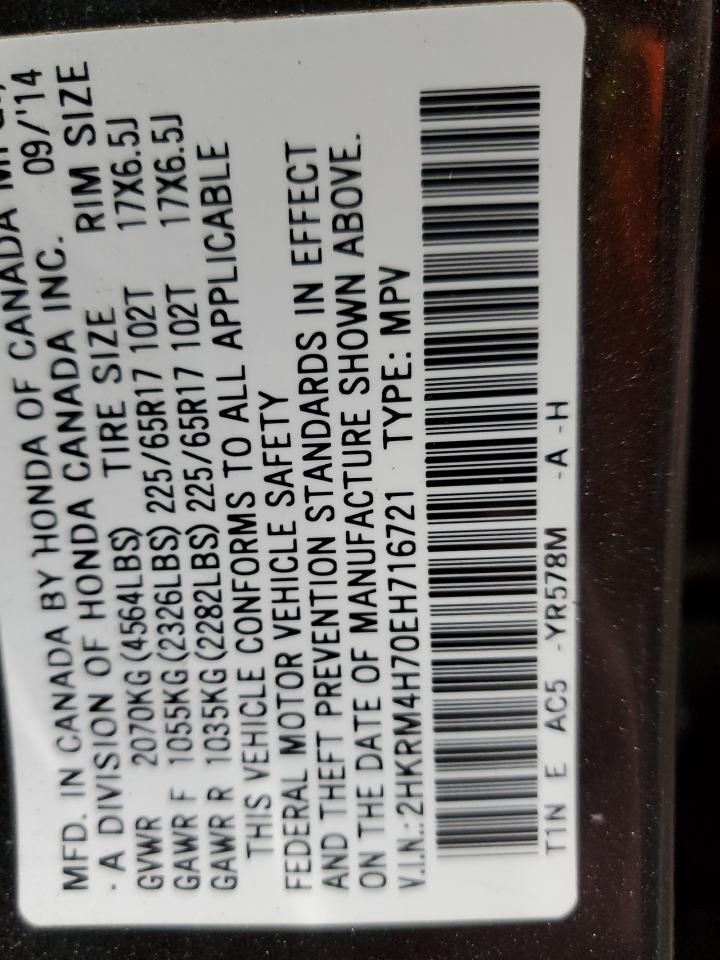 MFD. IN CANADA BY HONDA OF CANADA
· A DIVISION OF HONDA CANADA INC. 09/'14
TIRE SIZE RIM SIZE
GVWR 2070KG(4564LBS)
GAWR F 1055KG(2326LBS) 225/65R17 102T 17X6.5J
GAWR R 1035KG(2282LBS) 225/65R17 102T 17X6.5J
THIS VEHICLE CONFORMS TO ALL APPLICABLE
FEDERAL MOTOR VEHICLE SAFETY
AND THEFT PREVENTION STANDARDS IN EFFECT
ON THE DATE OF MANUFACTURE SHOWN ABOVE.
V.I.N.: 2HKRM4H70EH716721 TYPE: MPV
T1N E AC5 -YR578M -A -H